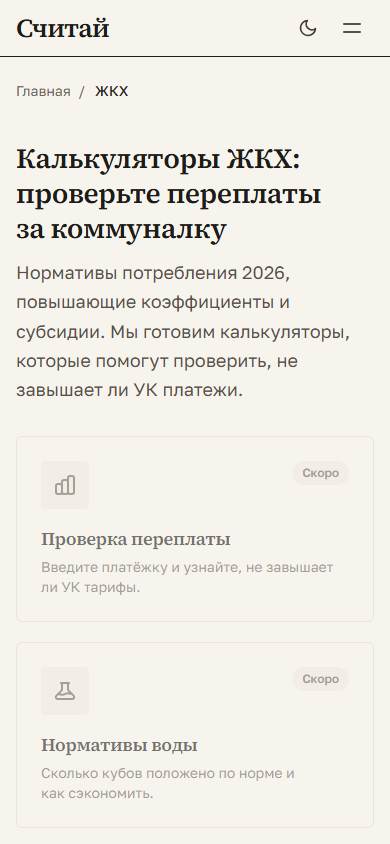 Считай
Главная / ЖКХ
Калькуляторы ЖКХ:
проверьте переплаты
за коммуналку
Нормативы потребления 2026,
повышающие коэффициенты и
субсидии. Мы готовим калькуляторы,
которые помогут проверить, не
завышает ли УК платежи.
Скоро
Проверка переплаты
Введите платёжку и узнайте, не завышает
ли УК тарифы.
Скоро
Нормативы воды
Сколько кубов положено по норме и
как сэкономить.